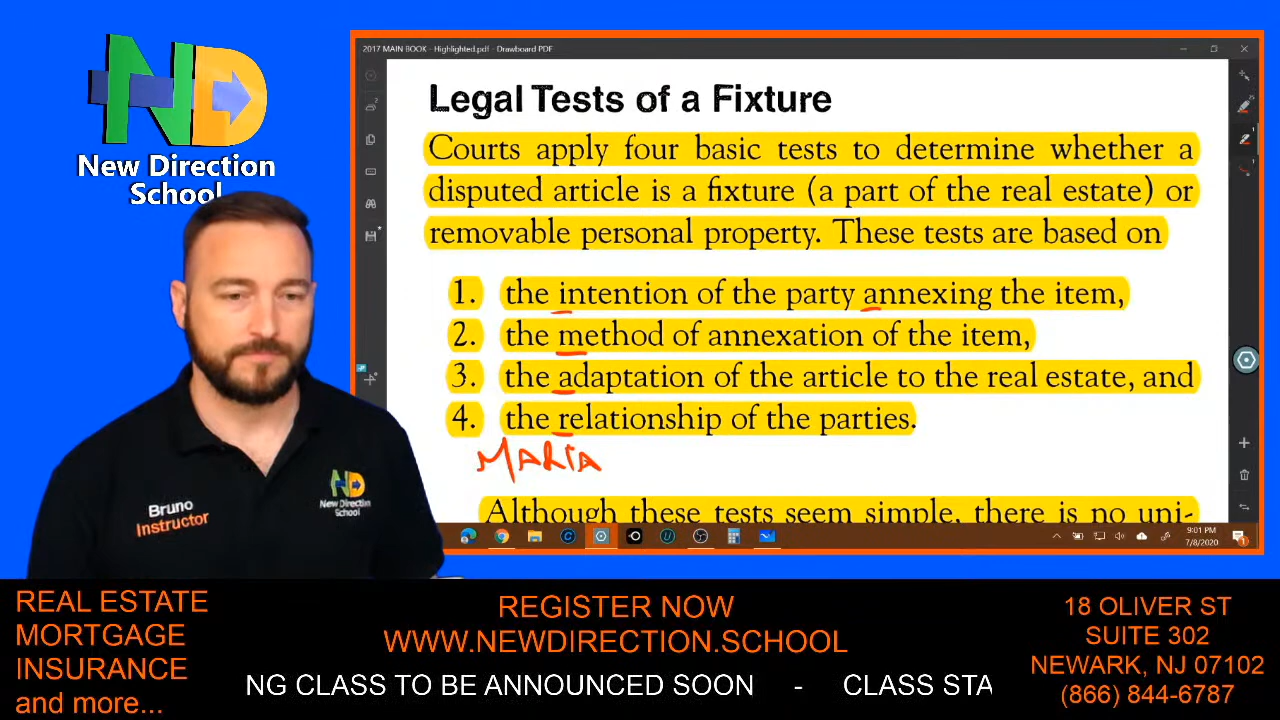 ND
New Direction
School
Bruno
Instructor
ND
New Direction
School
2017 MAIN BOOK - Highlighted.pdf - Drawboard PDF
Legal Tests of a Fixture
Courts apply four basic tests to determine whether a
disputed article is a fixture (a part of the real estate) or
removable personal property. These tests are based on
1. the intention of the party annexing the item,
2. the method of annexation of the item,
3. the adaptation of the article to the real estate, and
4. the relationship of the parties.
MARIA
Although these tests seem simple, there is no uni-
9:01 PM
7/8/2020
REAL ESTATE
MORTGAGE
INSURANCE
and more...
REGISTER NOW
WWW.NEWDIRECTION.SCHOOL
NG CLASS TO BE ANNOUNCED SOON - CLASS STA
18 OLIVER ST
SUITE 302
NEWARK, NJ 07102
(866) 844-6787